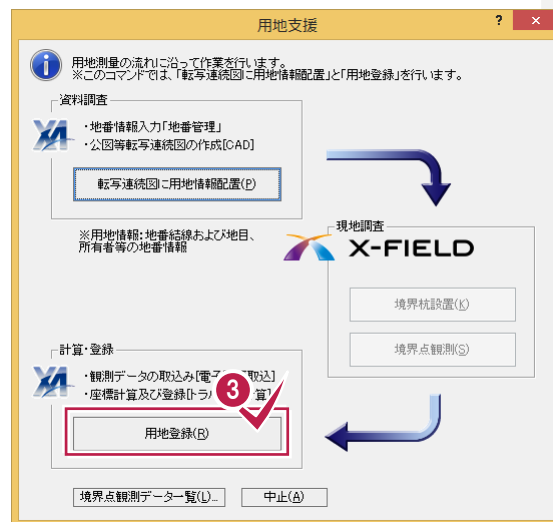 用地支援
? ×
用地測量の流れに沿って作業を行います。
※このコマンドでは、「転写連続図に用地情報配置」と「用地登録」を行います。
資料調査
・地番情報入力「地番管理」
・公図等転写連続図の作成[CAD]
転写連続図に用地情報配置(P)
※用地情報:地番結線および地目、
所有者等の地番情報
現地調査
X-FIELD
境界杭設置(K)
境界点観測(S)
計算・登録
・観測データの取込み[電子 取込]
・座標計算及び登録[トラ 算]
3
用地登録(R)
境界点観測データ一覧(L)...
中止(A)